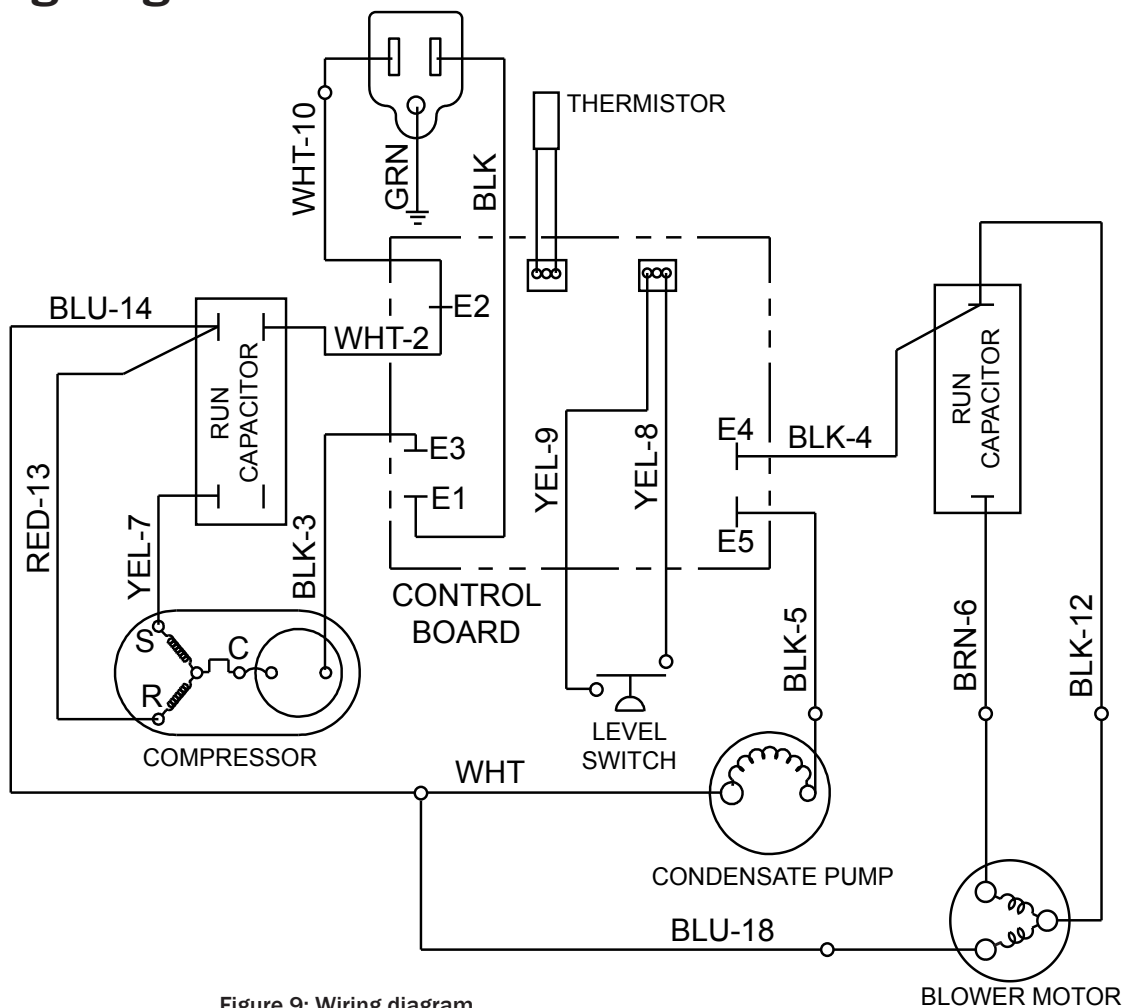 THERMISTOR
WHT-10
GRN
BLK
BLU-14
E2
WHT-2
RUN
CAPACITOR
RUN
CAPACITOR
E3
E4
BLK-4
E1
YEL-9
YEL-8
RED-13
YEL-7
BLK-3
E5
CONTROL
BOARD
BLK-5
BRN-6
BLK-12
S
C
R
COMPRESSOR
LEVEL
SWITCH
WHT
CONDENSATE PUMP
BLU-18
BLOWER MOTOR
Figure 9: Wiring diagram